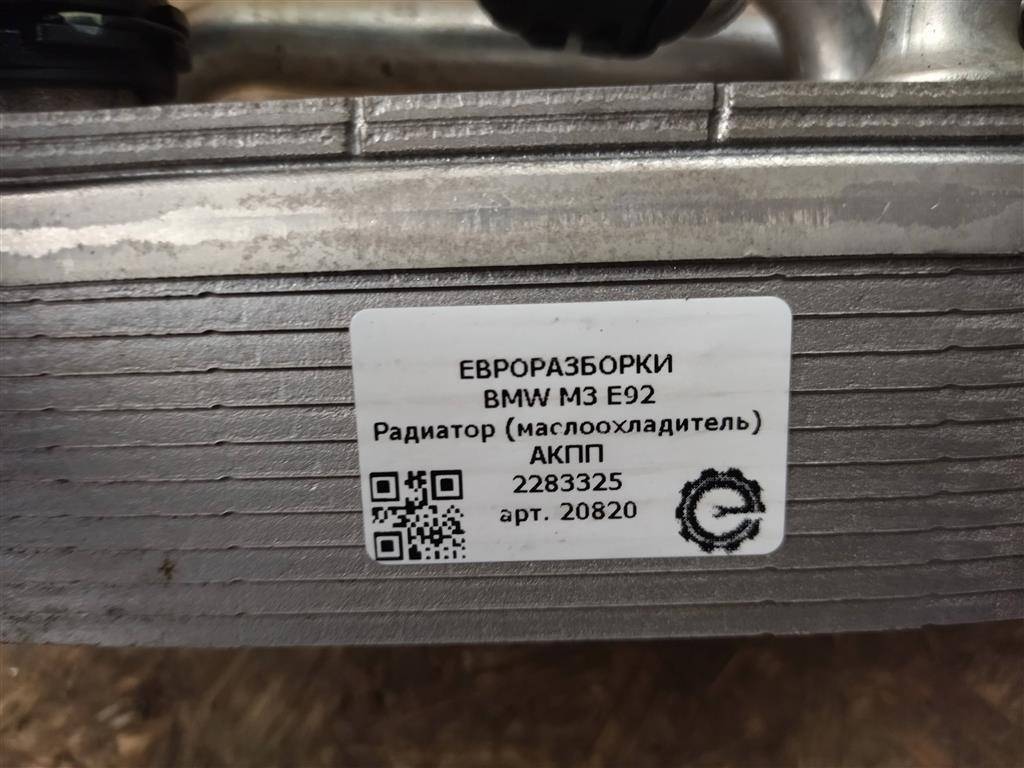 ЕВРОРАЗБОРКИ
BMW M3 E92
Радиатор (маслоохладитель)
АКПП
2283325
арт. 20820